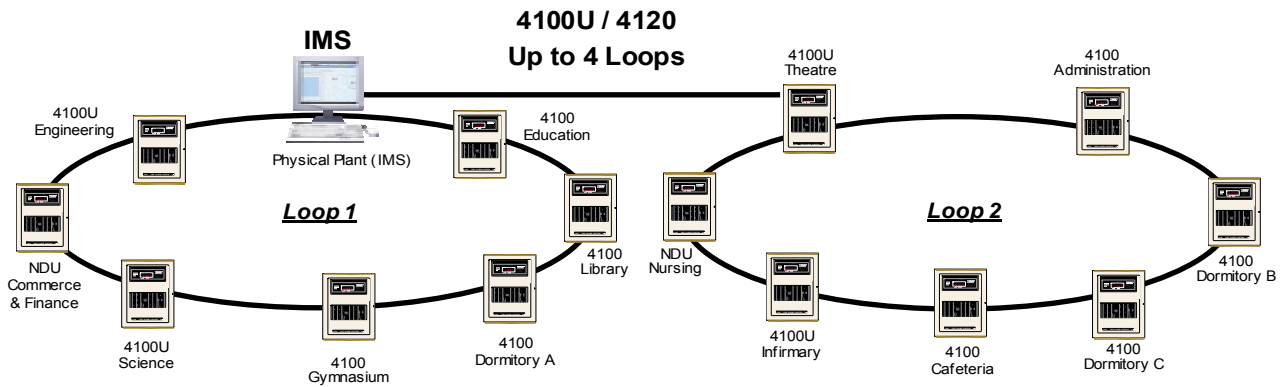 4100U / 4120
Up to 4 Loops
IMS
Physical Plant (IMS)
4100U
Engineering
4100
Education
NDU
Commerce
& Finance
Loop 1
4100
Library
4100U
Science
4100
Gymnasium
4100
Dormitory A
4100U
Theatre
4100
Administration
NDU
Nursing
Loop 2
4100
Dormitory B
4100U
Infirmary
4100
Cafeteria
4100
Dormitory C